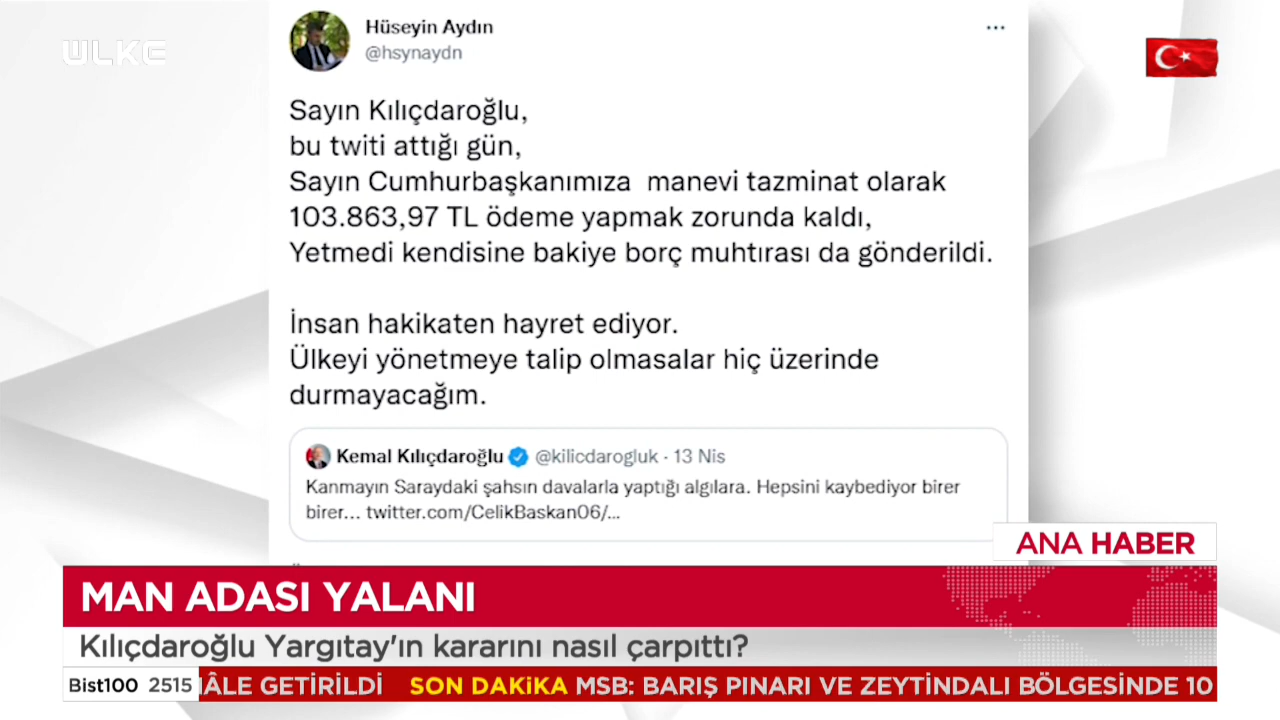 ÜLKE
Hüseyin Aydın
@hsynaydn
Sayın Kılıçdaroğlu,
bu twiti attığı gün,
Sayın Cumhurbaşkanımıza manevi tazminat olarak
103.863,97 TL ödeme yapmak zorunda kaldı,
Yetmedi kendisine bakiye borç muhtırası da gönderildi.
İnsan hakikaten hayret ediyor.
Ülkeyi yönetmeye talip olmasalar hiç üzerinde
durmayacağım.
Kemal Kılıçdaroğlu @kilicdarogluk · 13 Nis
Kanmayın Saraydaki şahsın davalarla yaptığı algılara. Hepsini kaybediyor birer
birer... twitter.com/CelikBaskan06/...
ANA HABER
MAN ADASI YALANI
Kılıçdaroğlu Yargıtay'ın kararını nasıl çarpıttı?
Bist100 2515 HÂLE GETİRİLDİ SON DAKİKA MSB: BARIŞ PINARI VE ZEYTİNDALI BÖLGESİNDE 10